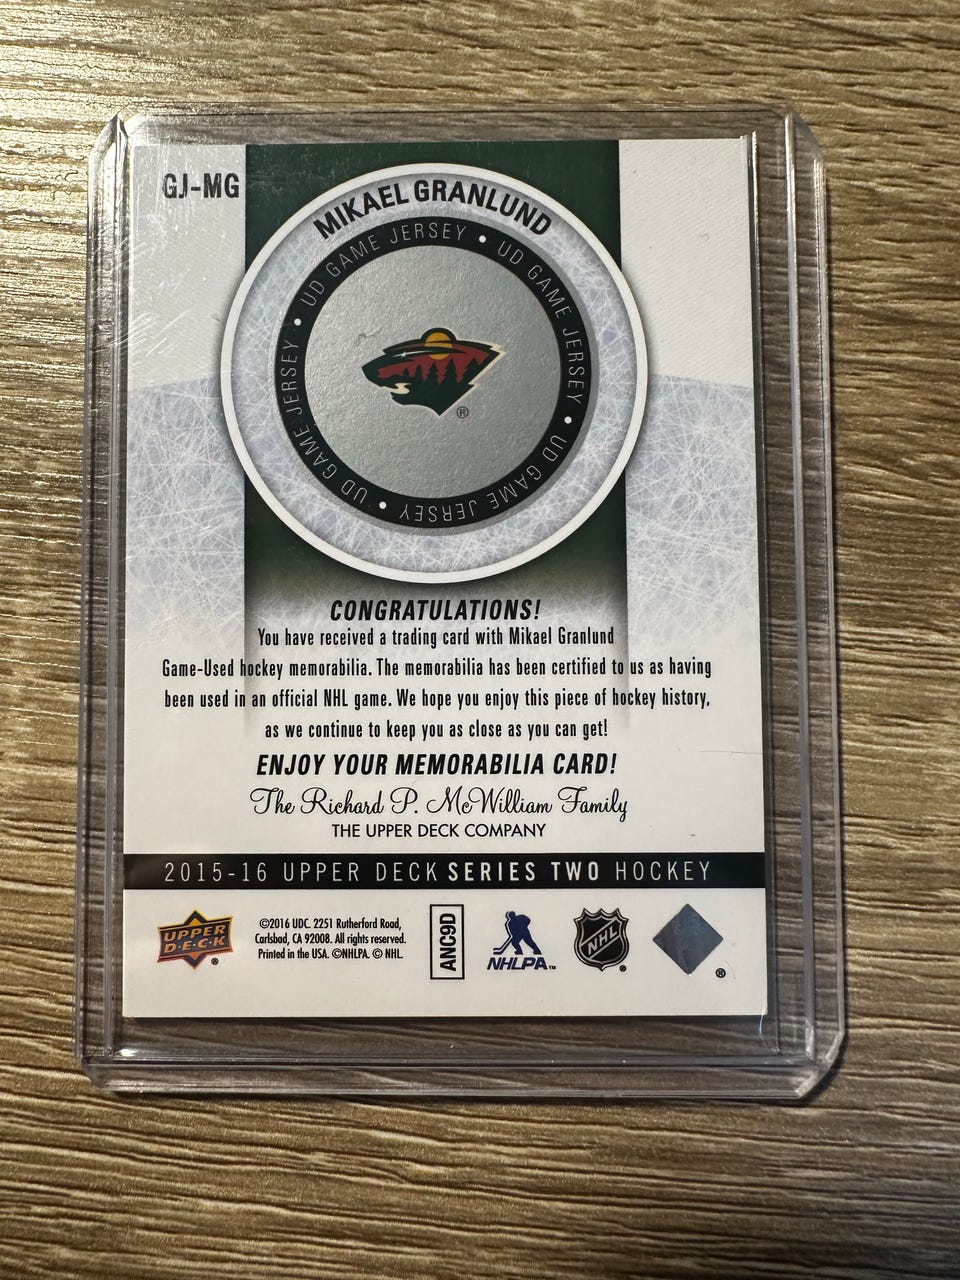 GJ-MG
MIKAEL GRANLUND
UD GAME JERSEY • UD GAME JERSEY • UD GAME JERSEY • UD GAME JERSEY •
®
CONGRATULATIONS!
You have received a trading card with Mikael Granlund
Game-Used hockey memorabilia. The memorabilia has been certified to us as having
been used in an official NHL game. We hope you enjoy this piece of hockey history,
as we continue to keep you as close as you can get!
ENJOY YOUR MEMORABILIA CARD!
The Richard P. McWilliam Family
THE UPPER DECK COMPANY
2015-16 UPPER DECK SERIES TWO HOCKEY
UPPER
D·E·C·K
®
©2016 UDC. 2251 Rutherford Road,
Carlsbad, CA 92008. All rights reserved.
Printed in the USA. ©NHLPA. © NHL.
ANC9D
NHLPA™
NHL
®
®